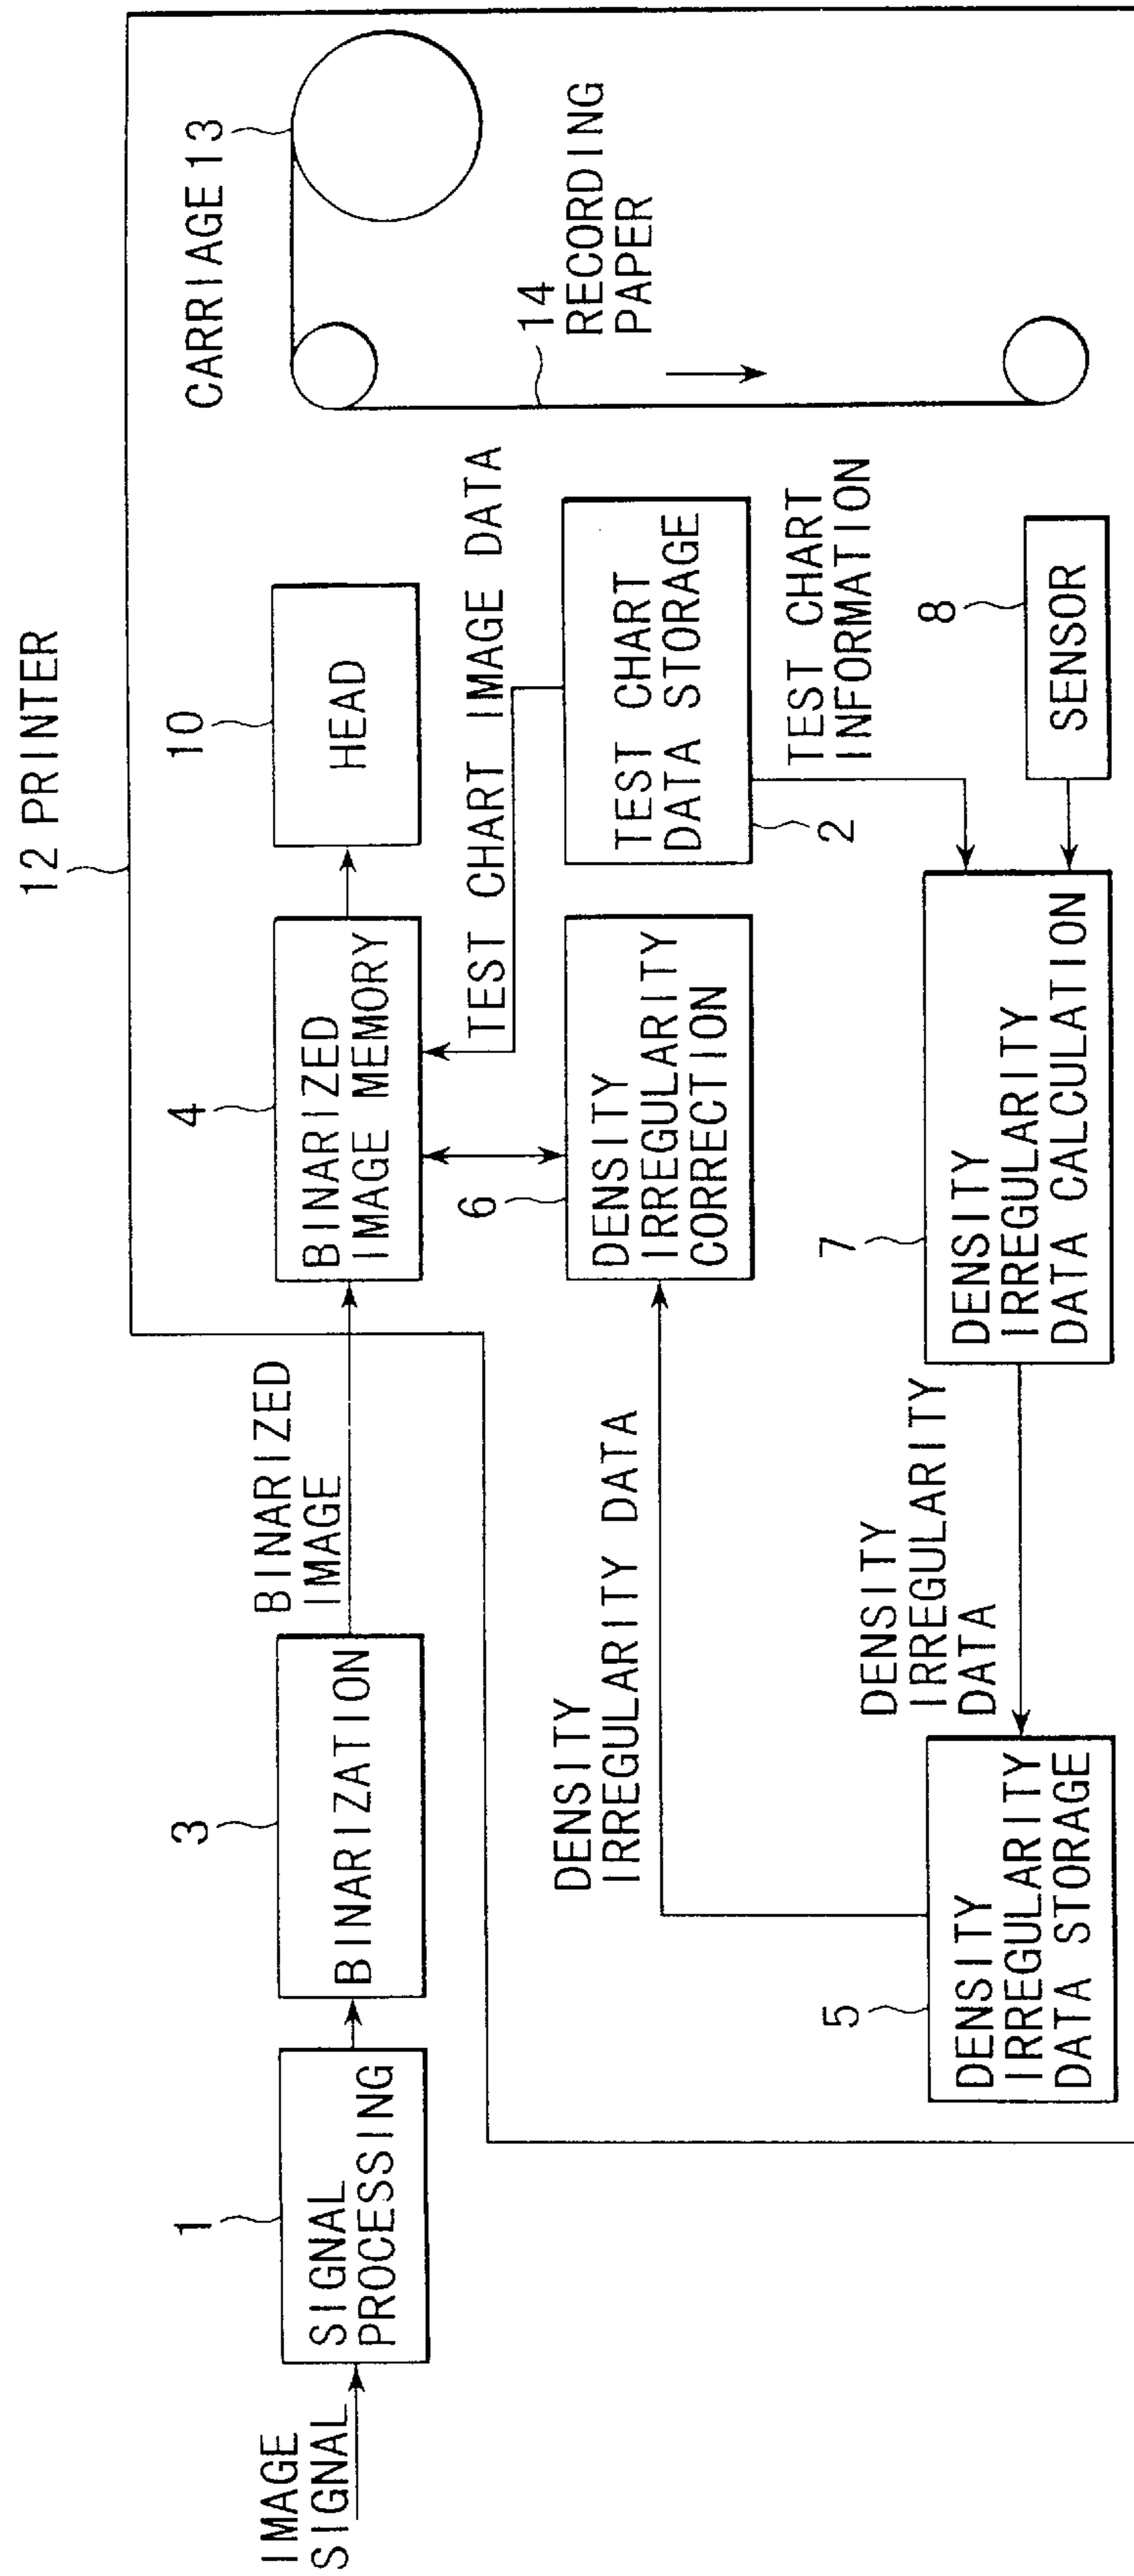 12 PRINTER
IMAGE
SIGNAL
1
SIGNAL
PROCESSING
3
BINARIZATION
BINARIZED
IMAGE
4
BINARIZED
IMAGE MEMORY
10
HEAD
CARRIAGE 13
TEST CHART IMAGE DATA
14
RECORDING
PAPER
6
DENSITY
IRREGULARITY
CORRECTION
TEST CHART
DATA STORAGE
2
DENSITY
IRREGULARITY DATA
TEST CHART
INFORMATION
5
DENSITY
IRREGULARITY
DATA STORAGE
DENSITY
IRREGULARITY
DATA
7
DENSITY
IRREGULARITY
DATA CALCULATION
8
SENSOR